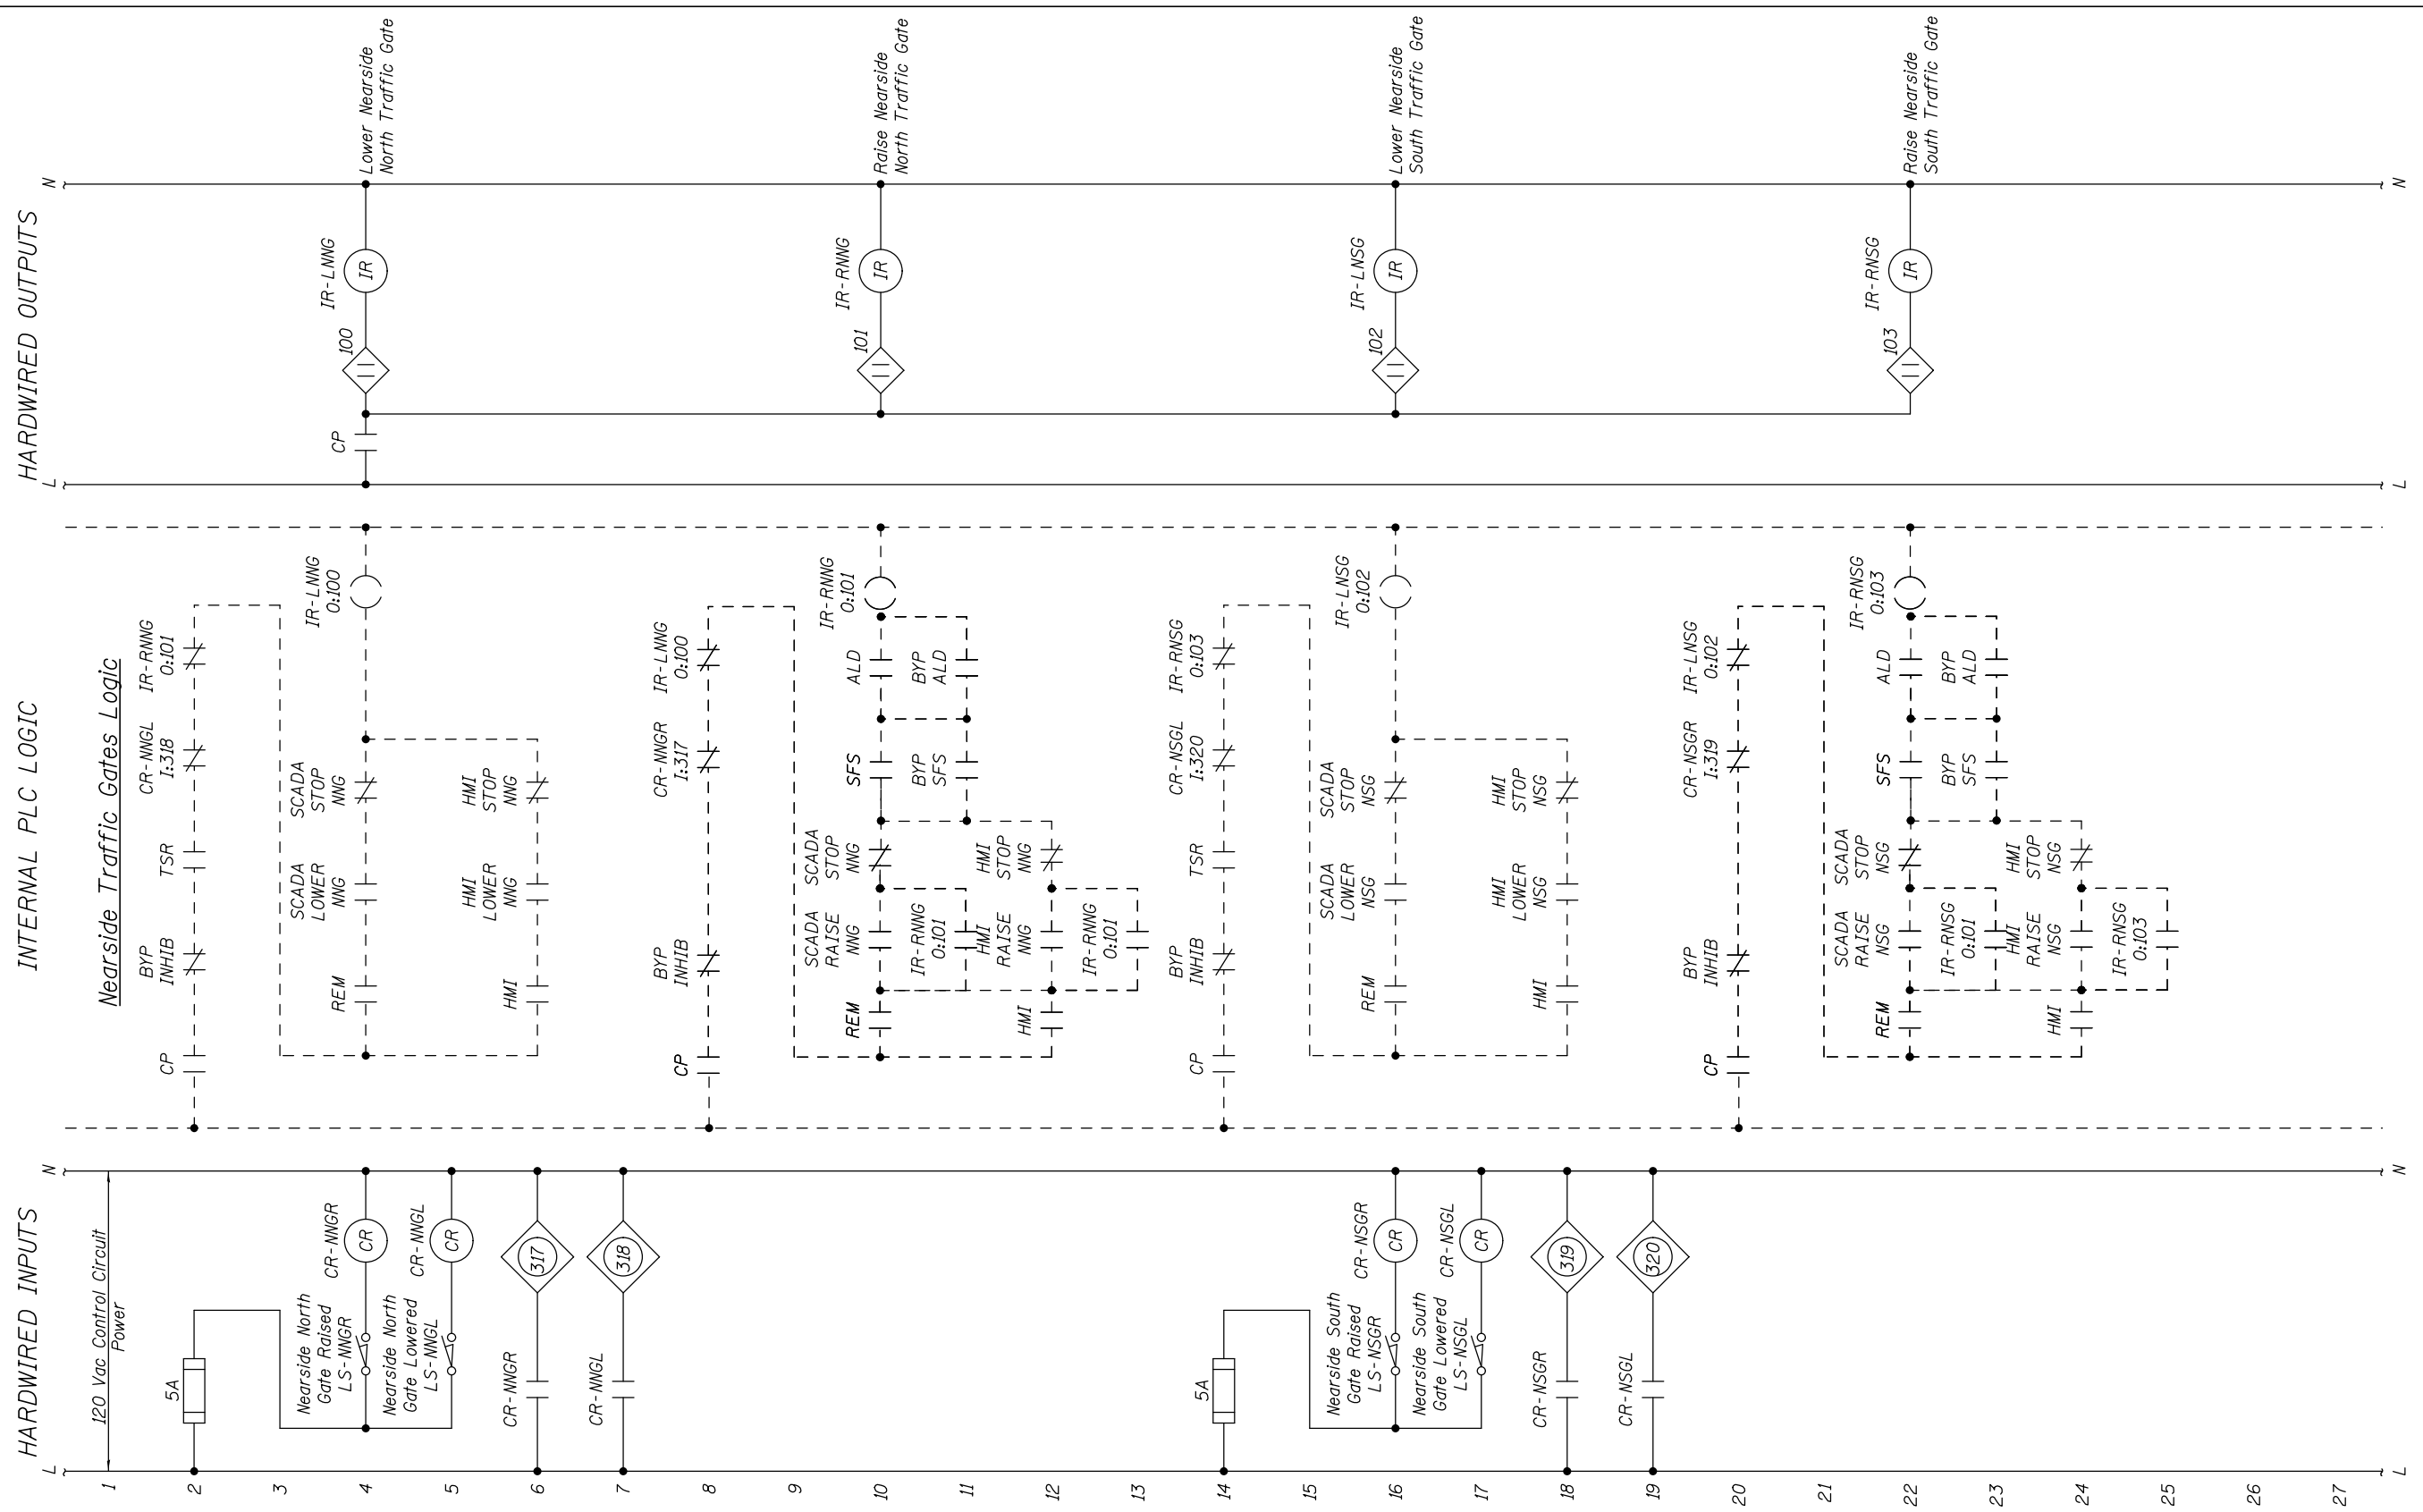 HARDWIRED INPUTS
INTERNAL PLC LOGIC
HARDWIRED OUTPUTS
L
N
L
N
1
120 Vac Control Circuit
Power
Nearside Traffic Gates Logic
2
5A
CP
BYP
INHIB
TSR
CR-NNGL
I:318
IR-RNNG
O:101
3
4
Nearside North
Gate Raised
LS-NNGR
CR-NNGR
CR
REM
SCADA
LOWER
NNG
SCADA
STOP
NNG
IR-LNNG
O:100
CP
100
IR-LNNG
IR
Lower Nearside
North Traffic Gate
5
Nearside North
Gate Lowered
LS-NNGL
CR-NNGL
CR
6
CR-NNGR
317
HMI
HMI
LOWER
NNG
HMI
STOP
NNG
7
CR-NNGL
318
8
CP
BYP
INHIB
CR-NNGR
I:317
IR-LNNG
O:100
9
10
REM
SCADA
RAISE
NNG
SCADA
STOP
NNG
SFS
ALD
IR-RNNG
O:101
101
IR-RNNG
IR
Raise Nearside
North Traffic Gate
11
IR-RNNG
O:101
BYP
SFS
BYP
ALD
12
HMI
HMI
RAISE
NNG
HMI
STOP
NNG
13
IR-RNNG
O:101
14
5A
CP
BYP
INHIB
TSR
CR-NSGL
I:320
IR-RNSG
O:103
15
16
Nearside South
Gate Raised
LS-NSGR
CR-NSGR
CR
REM
SCADA
LOWER
NSG
SCADA
STOP
NSG
IR-LNSG
O:102
102
IR-LNSG
IR
Lower Nearside
South Traffic Gate
17
Nearside South
Gate Lowered
LS-NSGL
CR-NSGL
CR
18
CR-NSGR
319
HMI
HMI
LOWER
NSG
HMI
STOP
NSG
19
CR-NSGL
320
20
CP
BYP
INHIB
CR-NSGR
I:319
IR-LNSG
O:102
21
22
REM
SCADA
RAISE
NSG
SCADA
STOP
NSG
SFS
ALD
IR-RNSG
O:103
103
IR-RNSG
IR
Raise Nearside
South Traffic Gate
23
IR-RNSG
O:101
BYP
SFS
BYP
ALD
24
HMI
HMI
RAISE
NSG
HMI
STOP
NSG
25
IR-RNSG
O:103
26
27
L
N
L
N